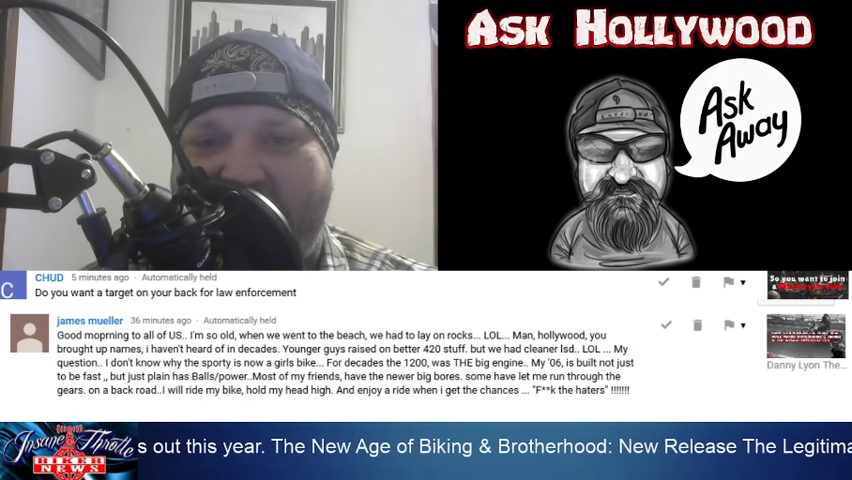 ASK HOLLYWOOD
Ask
Away
C
CHUD 5 minutes ago · Automatically held
Do you want a target on your back for law enforcement
james mueller 36 minutes ago · Automatically held
Good moprning to all of US.. I'm so old, when we went to the beach, we had to lay on rocks... LOL... Man, hollywood, you
brought up names, i haven't heard of in decades. Younger guys raised on better 420 stuff. but we had cleaner lsd.. LOL ... My
question.. I don't know why the sporty is now a girls bike... For decades the 1200, was THE big engine.. My '06, is built not just
to be fast ,, but just plain has Balls/power..Most of my friends, have the newer big bores. some have let me run through the
gears. on a back road..I will ride my bike, hold my head high. And enjoy a ride when i get the chances ... "F**k the haters" !!!!!!!
So you want to join
Danny Lyon The...
Insane Throttle
BIKER
NEWS
s out this year. The New Age of Biking & Brotherhood: New Release The Legitima